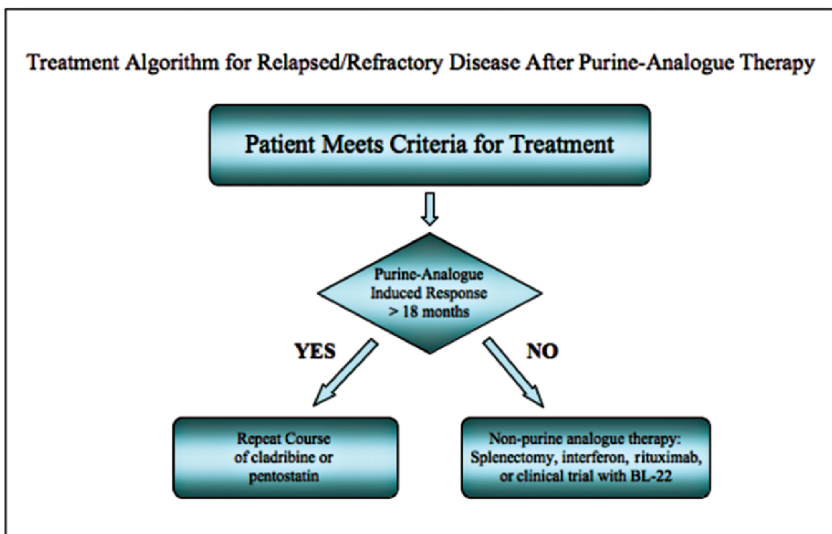 Treatment Algorithm for Relapsed/Refractory Disease After Purine-Analogue Therapy
Patient Meets Criteria for Treatment
Purine-Analogue
Induced Response
> 18 months
YES
NO
Repeat Course
of cladribine or
pentostatin
Non-purine analogue therapy:
Splenectomy, interferon, rituximab,
or clinical trial with BL-22